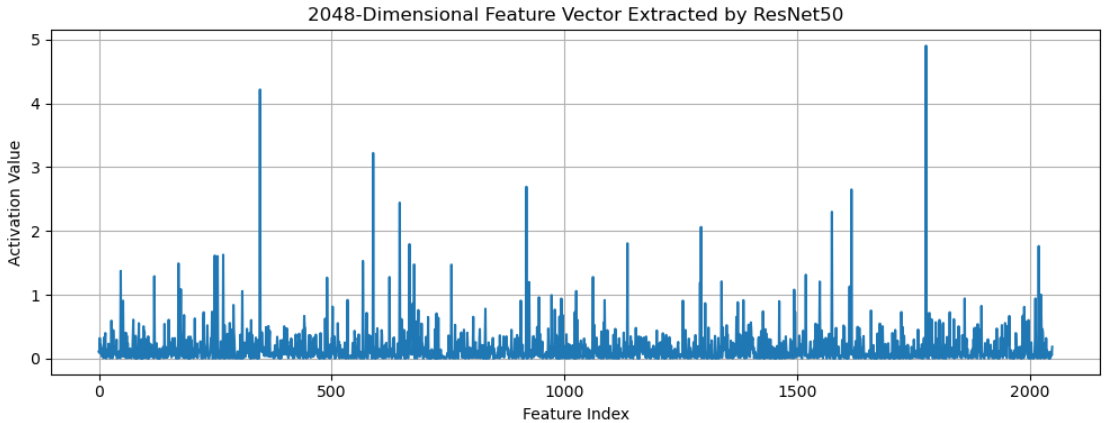 2048-Dimensional Feature Vector Extracted by ResNet50
5
4
3
2
1
0
Activation Value
0 500 1000 1500 2000
Feature Index